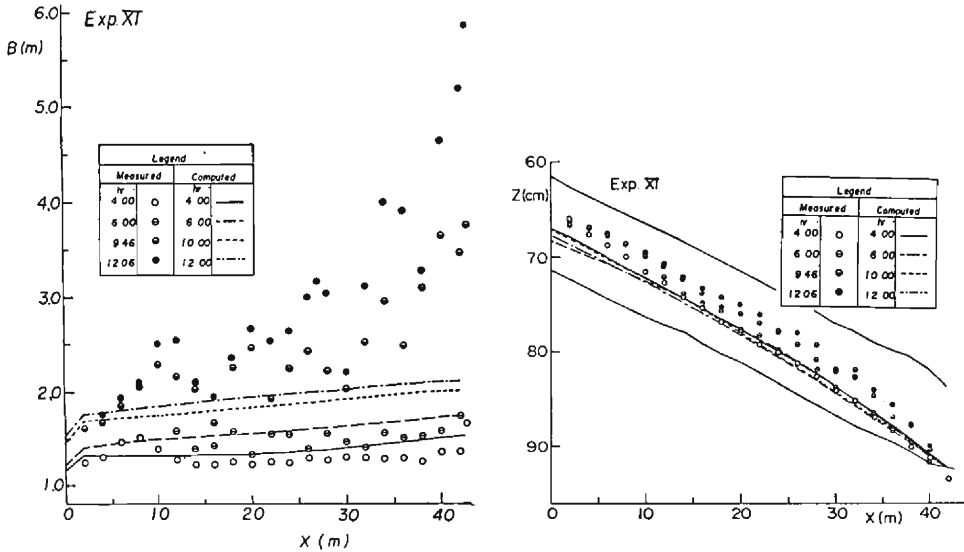 6.0
Exp. XI
B (m)
5.0
Legend
Measured Computed
hr hr
4 00 4 00
6 00 6 00
9 46 10 00
12 06 12 00
4.0
3.0
2.0
1.0
0 10 20 30 40
X (m)
60
Z(cm)
Exp. XI
Legend
Measured Computed
hr hr
4 00 4 00
6 00 6 00
9 46 10 00
12 06 12 00
70
80
90
0 10 20 30 40
X (m)